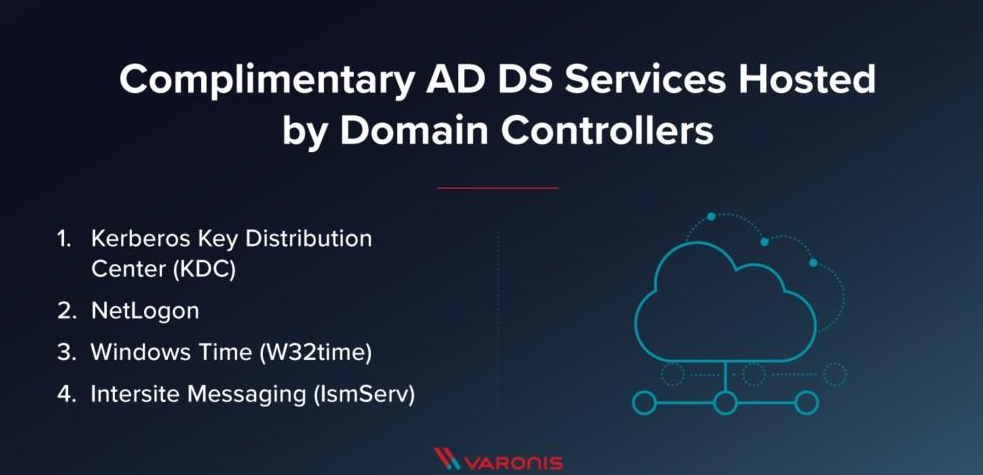 Complimentary AD DS Services Hosted
by Domain Controllers
1. Kerberos Key Distribution
Center (KDC)
2. NetLogon
3. Windows Time (W32time)
4. Intersite Messaging (IsmServ)
VARONIS